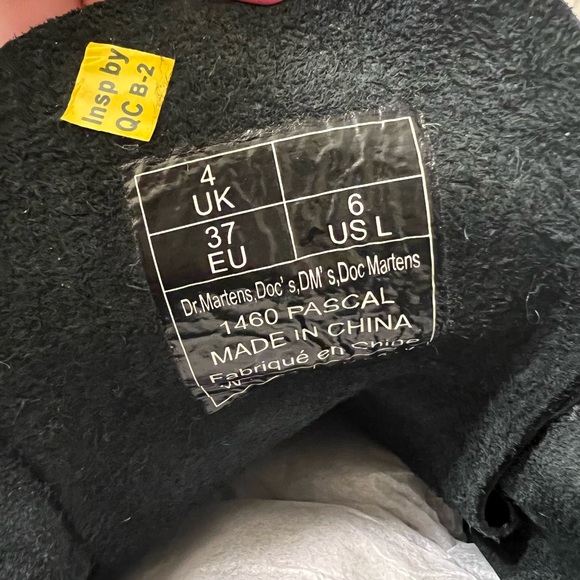 Insp by
QC B-2
4
UK
37
EU
6
US L
Dr.Martens,Doc's,DM's,Doc Martens
1460 PASCAL
MADE IN CHINA
Fabriqué en Chine